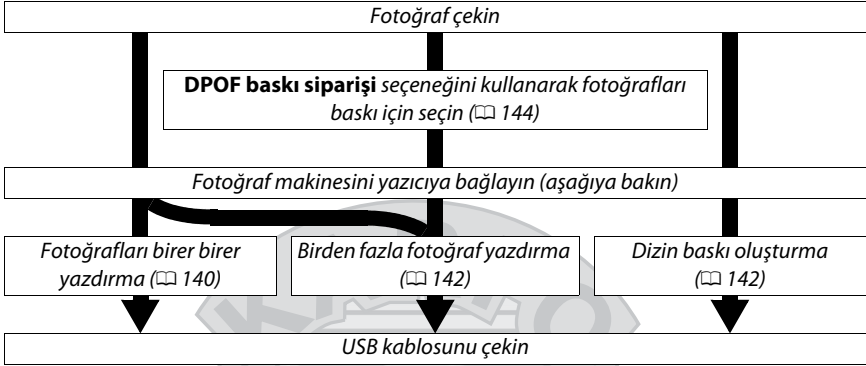 Fotoğraf çekin
DPOF baskı siparişi seçeneğini kullanarak fotoğrafları
baskı için seçin (🕮 144)
Fotoğraf makinesini yazıcıya bağlayın (aşağıya bakın)
Fotoğrafları birer birer
yazdırma (🕮 140)
Birden fazla fotoğraf yazdırma
(🕮 142)
Dizin baskı oluşturma
(🕮 142)
USB kablosunu çekin